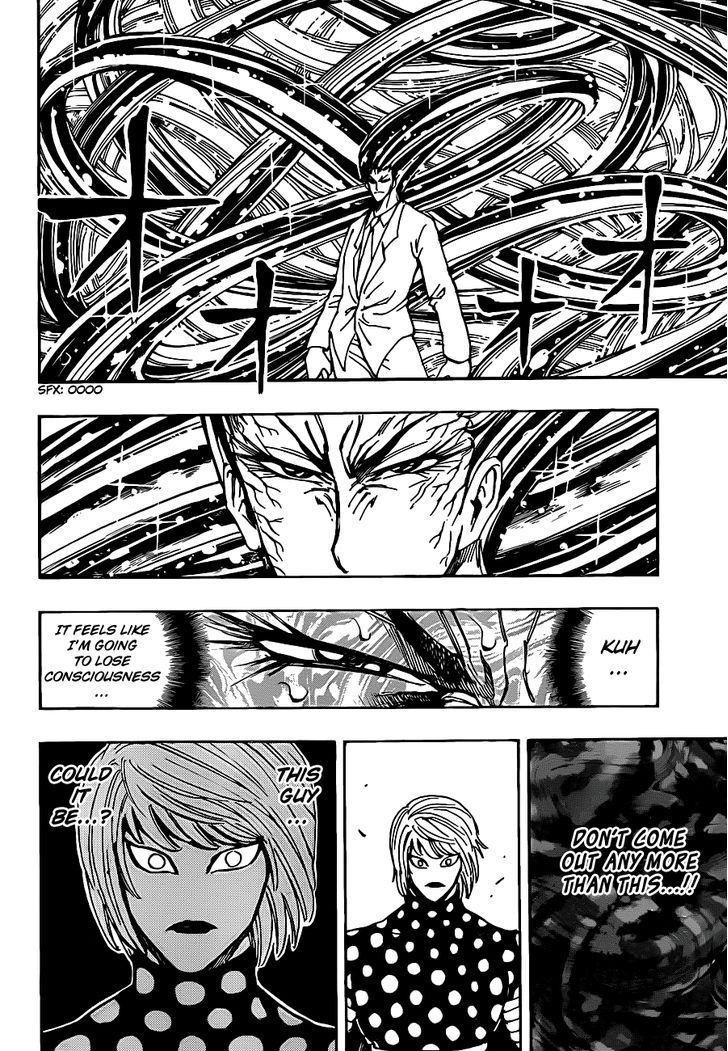 オ
オ
オ
オ
SFX: OOOO
KUH
...
IT FEELS LIKE
I'M GOING
TO LOSE
CONSCIOUSNESS
...
DON'T COME
OUT ANY MORE
THAN THIS...!!
THIS
GUY
...
COULD
IT
BE...?